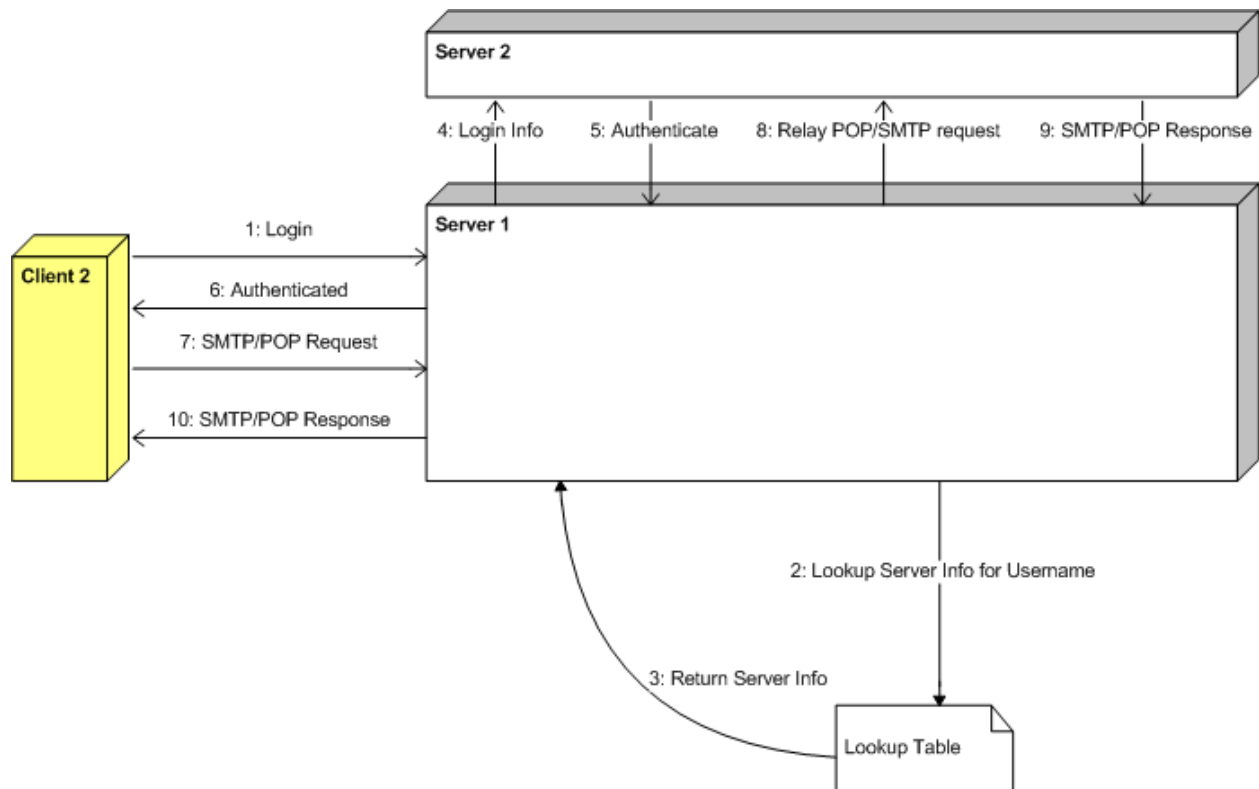 Server 2
4: Login Info
5: Authenticate
8: Relay POP/SMTP request
9: SMTP/POP Response
Server 1
1: Login
Client 2
6: Authenticated
7: SMTP/POP Request
10: SMTP/POP Response
2: Lookup Server Info for Username
3: Return Server Info
Lookup Table